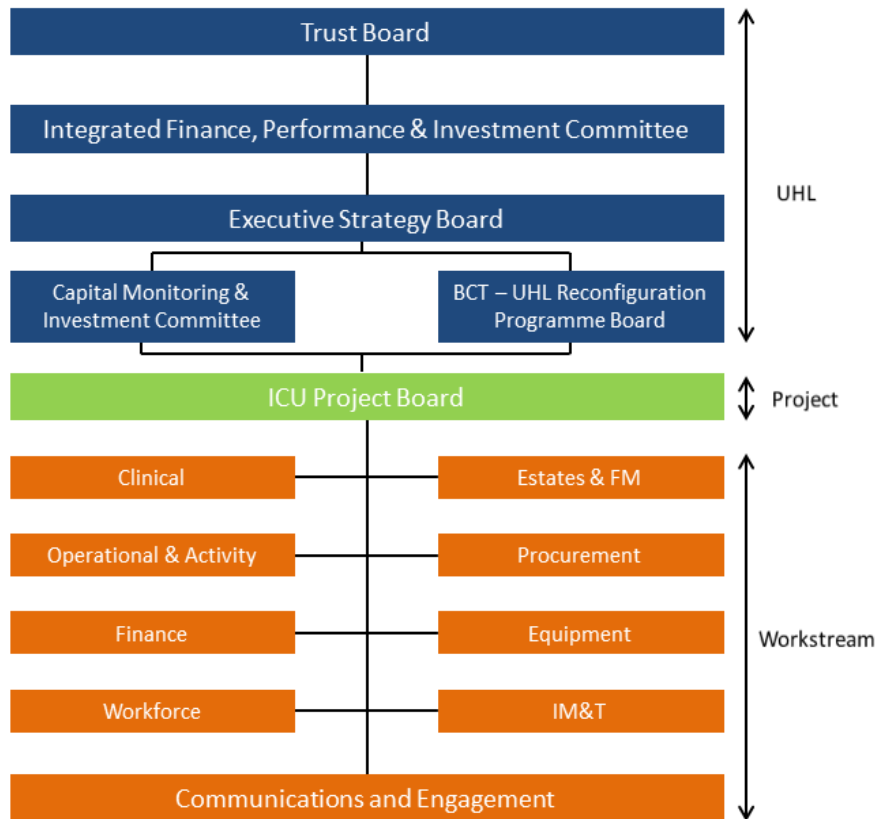 Trust Board
Integrated Finance, Performance & Investment Committee
UHL
Executive Strategy Board
Capital Monitoring &
Investment Committee
BCT – UHL Reconfiguration
Programme Board
ICU Project Board
Project
Clinical
Estates & FM
Operational & Activity
Procurement
Finance
Equipment
Workstream
Workforce
IM&T
Communications and Engagement